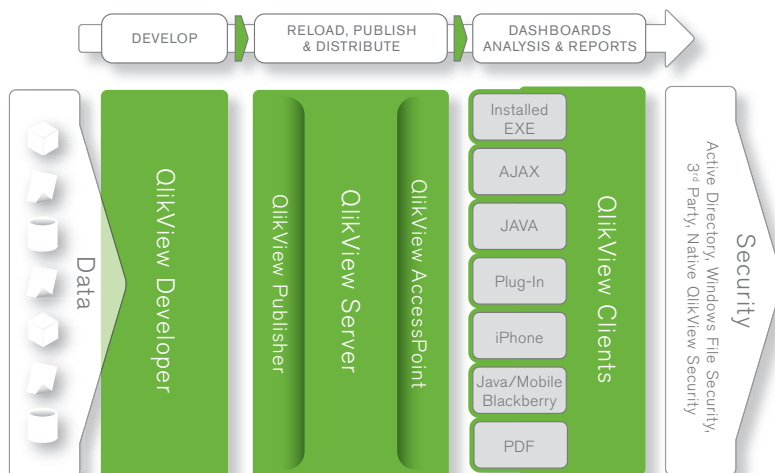 DEVELOP
RELOAD, PUBLISH
& DISTRIBUTE
DASHBOARDS
ANALYSIS & REPORTS
Data
QlikView Developer
QlikView Publisher
QlikView Server
QlikView AccessPoint
Installed
EXE
AJAX
JAVA
Plug-In
iPhone
Java/Mobile
Blackberry
PDF
QlikView Clients
Security
Active Directory, Windows File Security,
3rd Party, Native QlikView Security